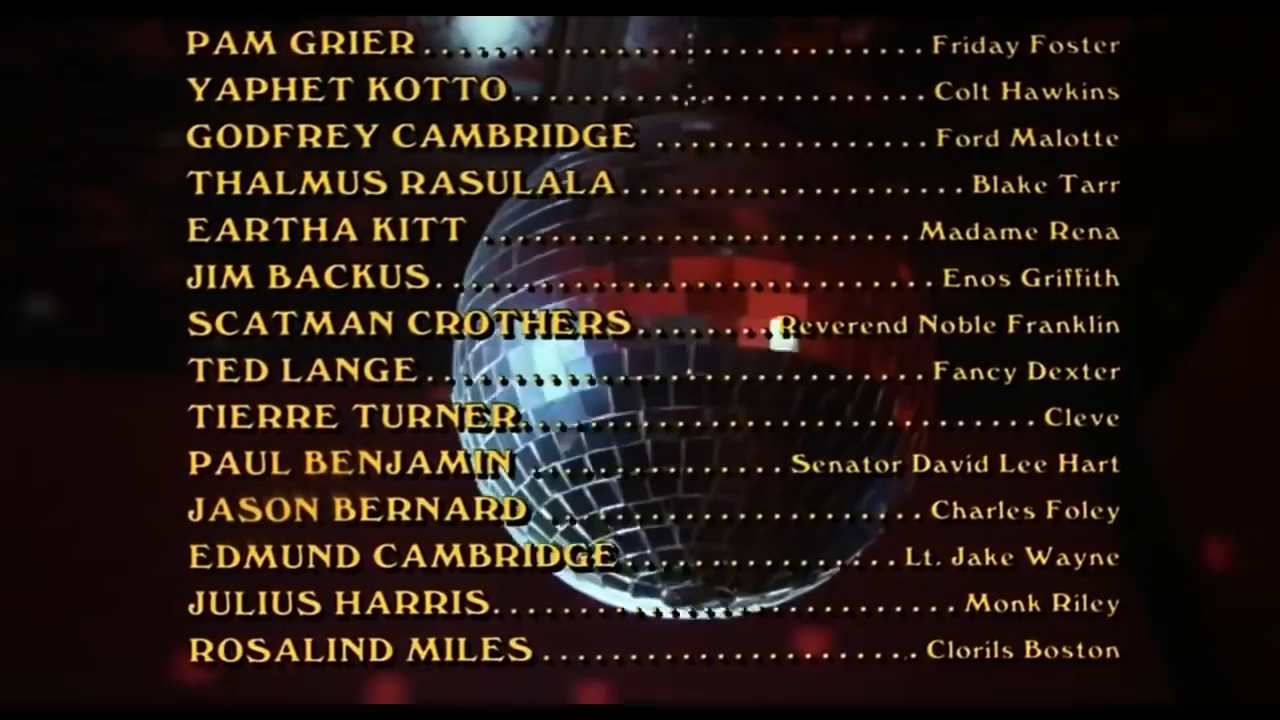 PAM GRIER.................................Friday Foster
YAPHET KOTTO............................Colt Hawkins
GODFREY CAMBRIDGE ..................Ford Malotte
THALMUS RASULALA.......................Blake Tarr
EARTHA KITT .............................Madame Rena
JIM BACKUS................................Enos Griffith
SCATMAN CROTHERS.........Reverend Noble Franklin
TED LANGE.................................Fancy Dexter
TIERRE TURNER...................................Cleve
PAUL BENJAMIN .................Senator David Lee Hart
JASON BERNARD ........................Charles Foley
EDMUND CAMBRIDGE..................Lt. Jake Wayne
JULIUS HARRIS..............................Monk Riley
ROSALIND MILES.........................Clorils Boston